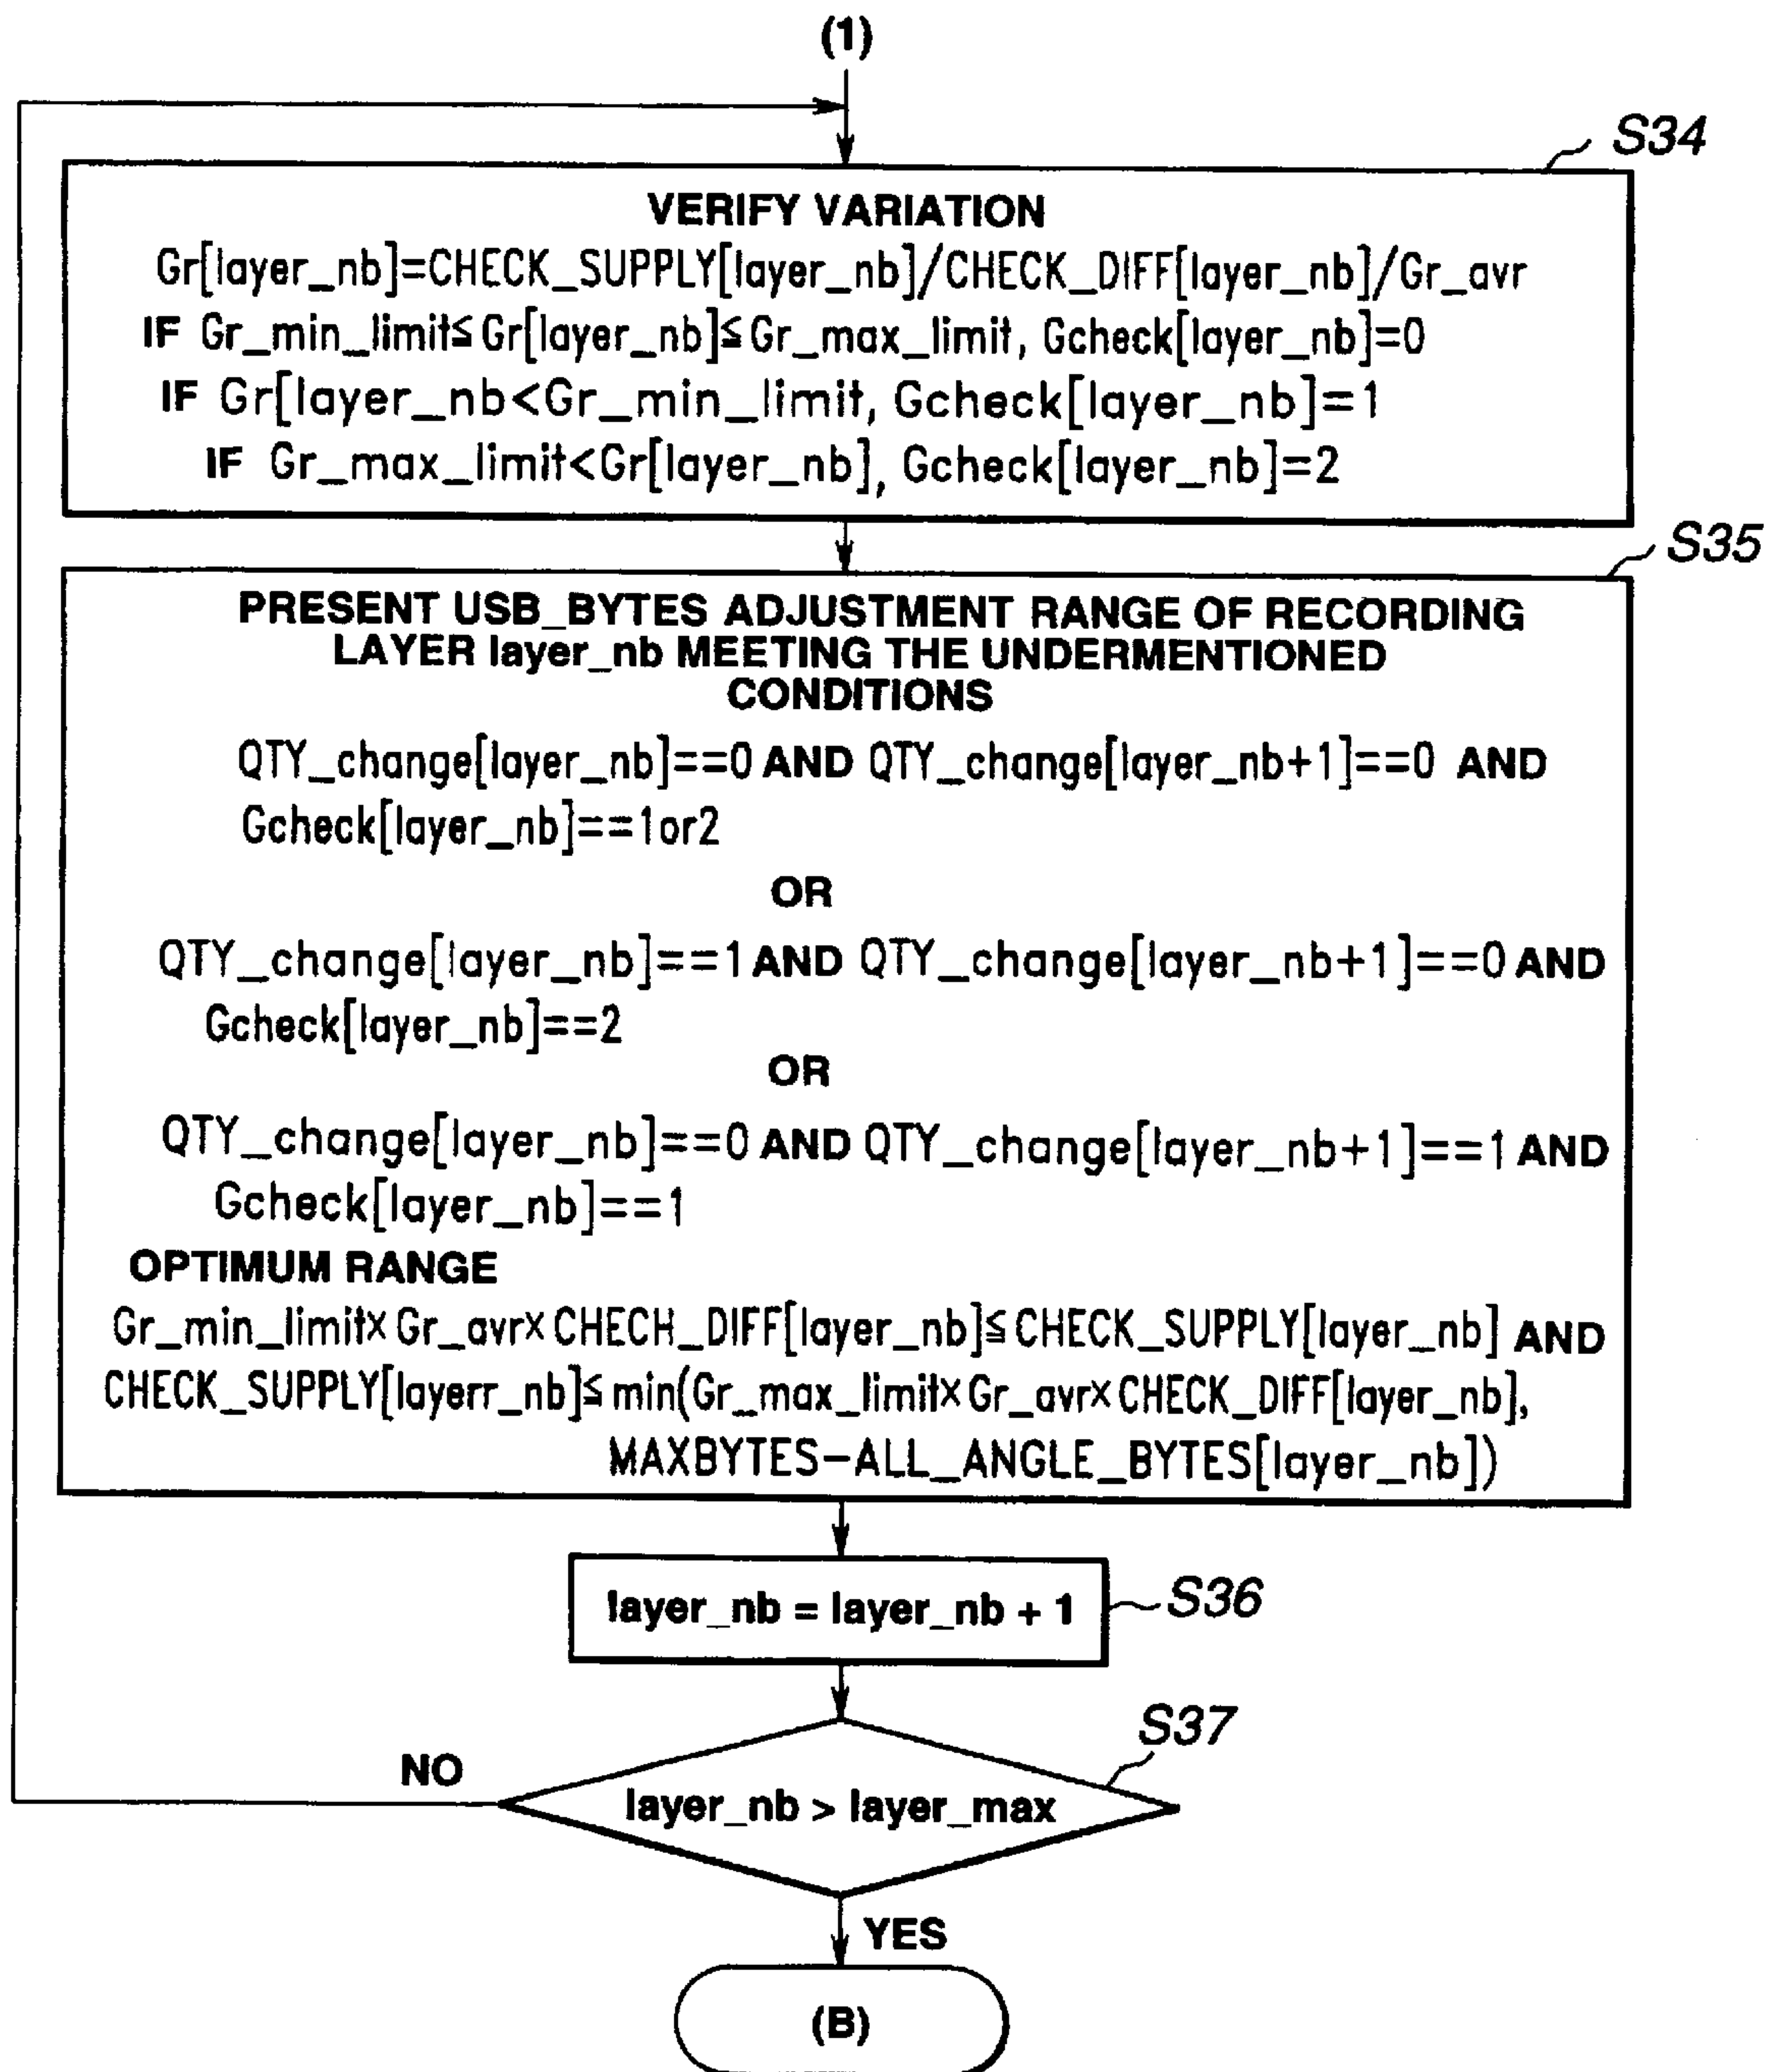 (1)
S34
VERIFY VARIATION
Gr[layer_nb]=CHECK_SUPPLY[layer_nb]/CHECK_DIFF[layer_nb]/Gr_avr
IF Gr_min_limit≦Gr[layer_nb]≦Gr_max_limit, Gcheck[layer_nb]=0
IF Gr[layer_nb<Gr_min_limit, Gcheck[layer_nb]=1
IF Gr_max_limit<Gr[layer_nb], Gcheck[layer_nb]=2
S35
PRESENT USB_BYTES ADJUSTMENT RANGE OF RECORDING
LAYER layer_nb MEETING THE UNDERMENTIONED
CONDITIONS
QTY_change[layer_nb]==0 AND QTY_change[layer_nb+1]==0 AND
Gcheck[layer_nb]==1or2
OR
QTY_change[layer_nb]==1 AND QTY_change[layer_nb+1]==0 AND
Gcheck[layer_nb]==2
OR
QTY_change[layer_nb]==0 AND QTY_change[layer_nb+1]==1 AND
Gcheck[layer_nb]==1
OPTIMUM RANGE
Gr_min_limit×Gr_avr×CHECH_DIFF[layer_nb]≦CHECK_SUPPLY[layer_nb] AND
CHECK_SUPPLY[layerr_nb]≦min(Gr_max_limit×Gr_avr×CHECK_DIFF[layer_nb],
MAXBYTES-ALL_ANGLE_BYTES[layer_nb])
layer_nb = layer_nb + 1
S36
S37
NO
layer_nb > layer_max
YES
(B)